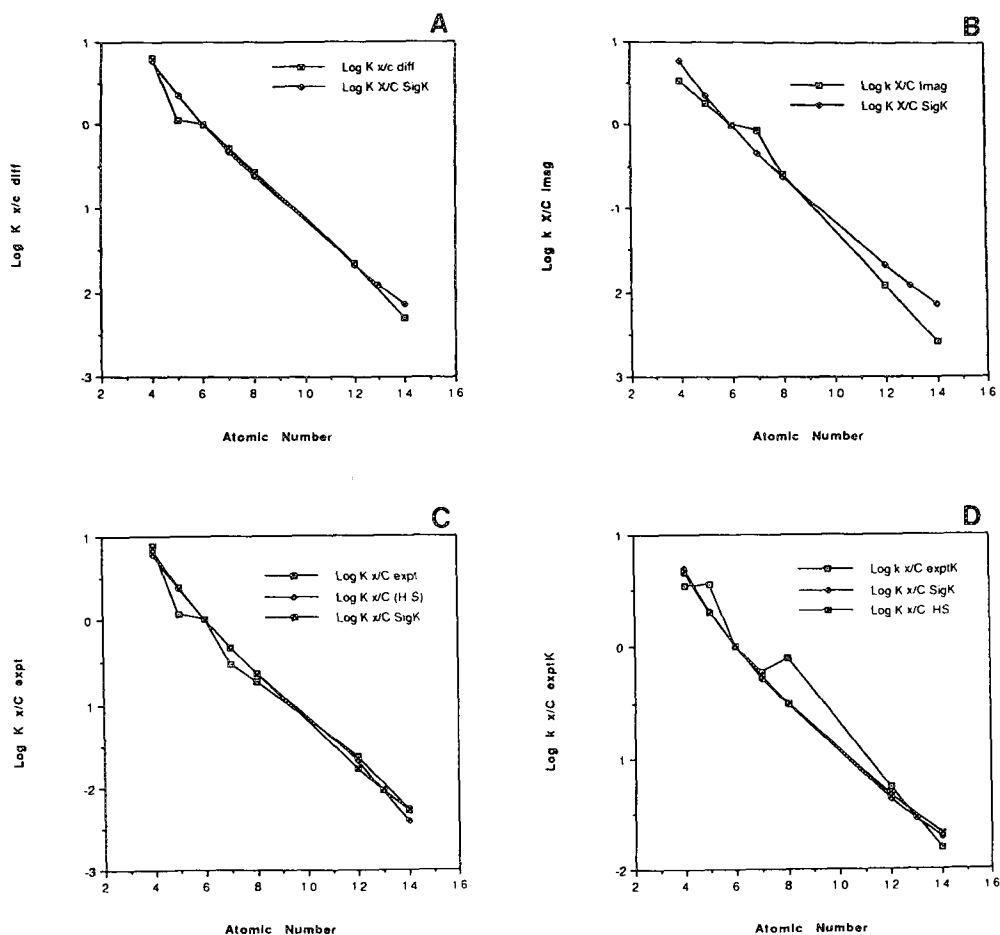 A
1
0
1
2
-3
2
4
6
8
10
12
14
16
Log K x/c diff
Log K X/C SigK
Log K x/c diff
Atomic Number
B
1
0
-1
2
3
2
4
6
8
10
12
14
16
Log k X/C Imag
Log K X/C SigK
Log k X/C Imag
Atomic Number
C
1
0
1
-2
-3
2
4
6
8
10
12
14
16
Log K x/C expt
Log K x/C (HS)
Log K x/C SigK
Log K x/C expt
Atomic Number
D
1
0
1
-2
2
4
6
8
10
12
14
16
Log k x/C exptK
Log K x/C SigK
Log K x/C HS
Log k x/C exptK
Atomic Number